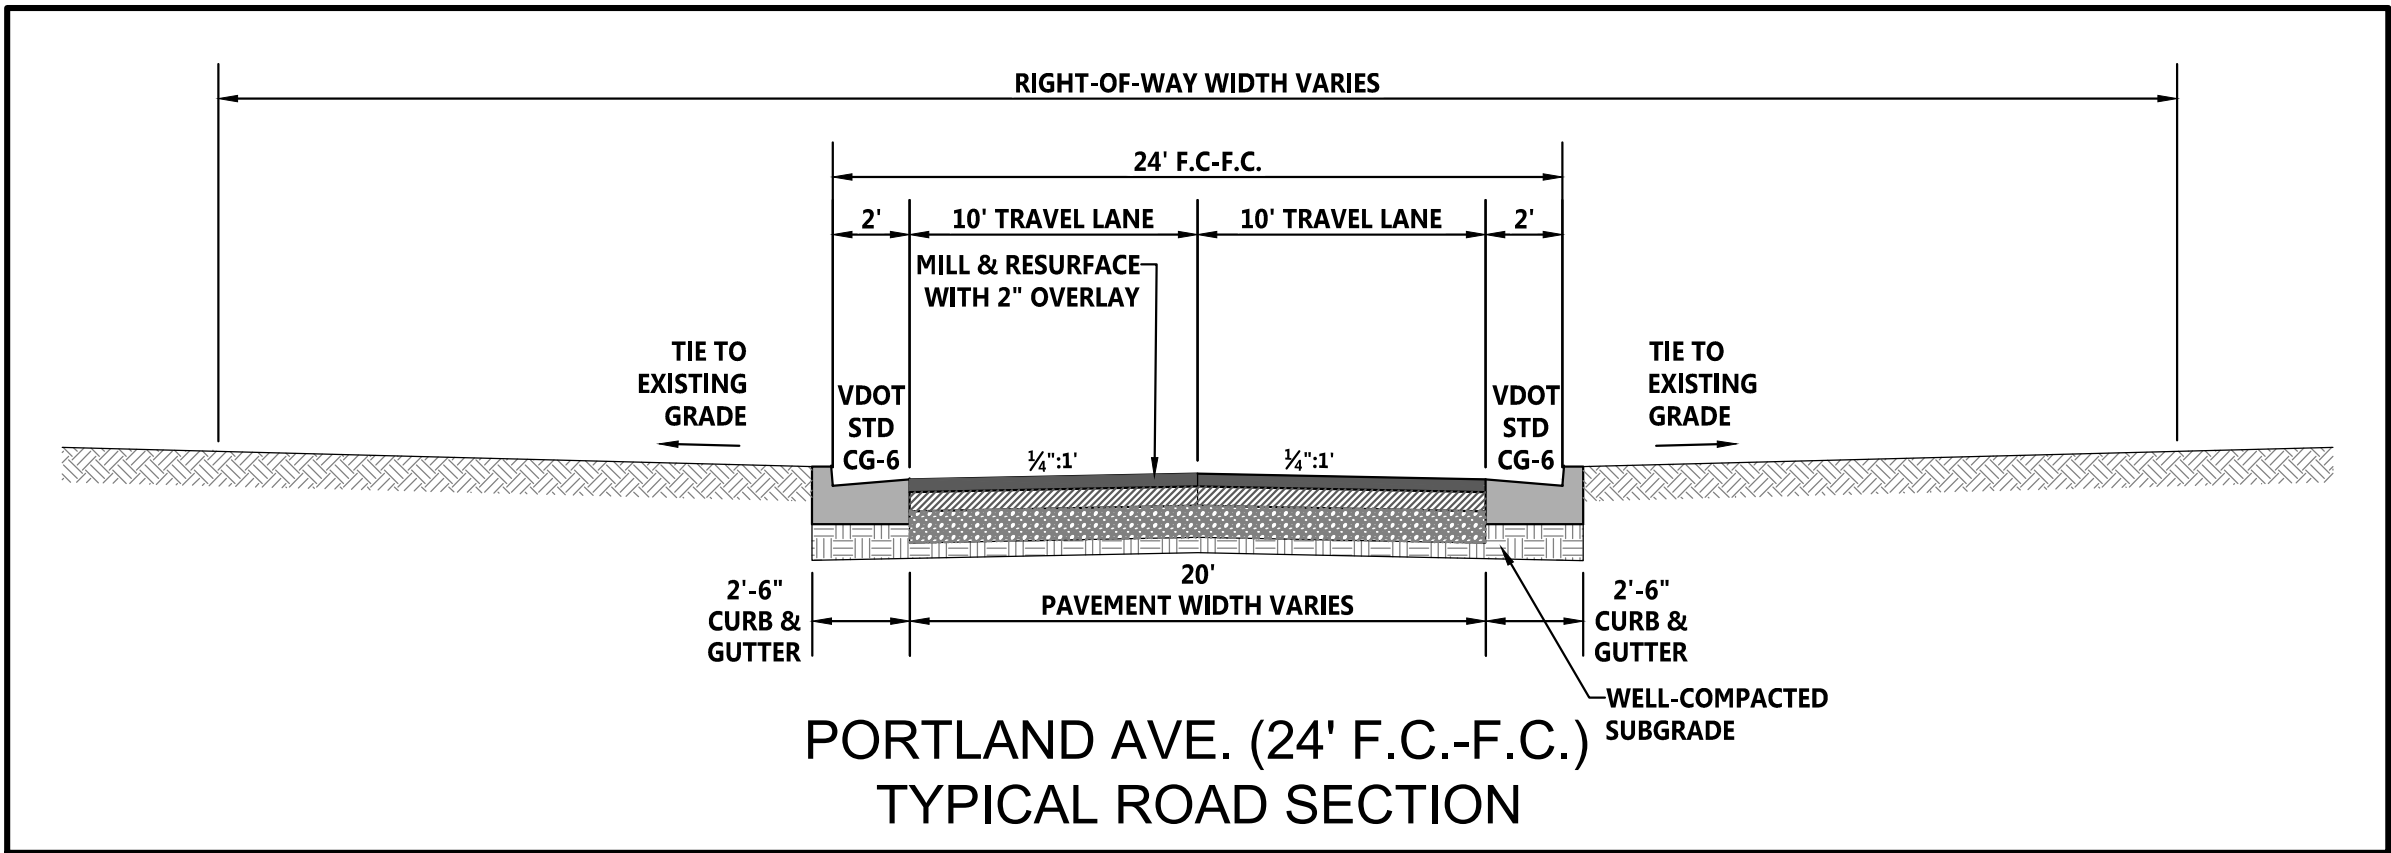 RIGHT-OF-WAY WIDTH VARIES
24' F.C-F.C.
2'
10' TRAVEL LANE
10' TRAVEL LANE
2'
MILL & RESURFACE
WITH 2" OVERLAY
TIE TO
EXISTING
GRADE
VDOT
STD
CG-6
¼":1'
¼":1'
VDOT
STD
CG-6
TIE TO
EXISTING
GRADE
2'-6"
CURB &
GUTTER
20'
PAVEMENT WIDTH VARIES
2'-6"
CURB &
GUTTER
WELL-COMPACTED
SUBGRADE
PORTLAND AVE. (24' F.C.-F.C.)
TYPICAL ROAD SECTION